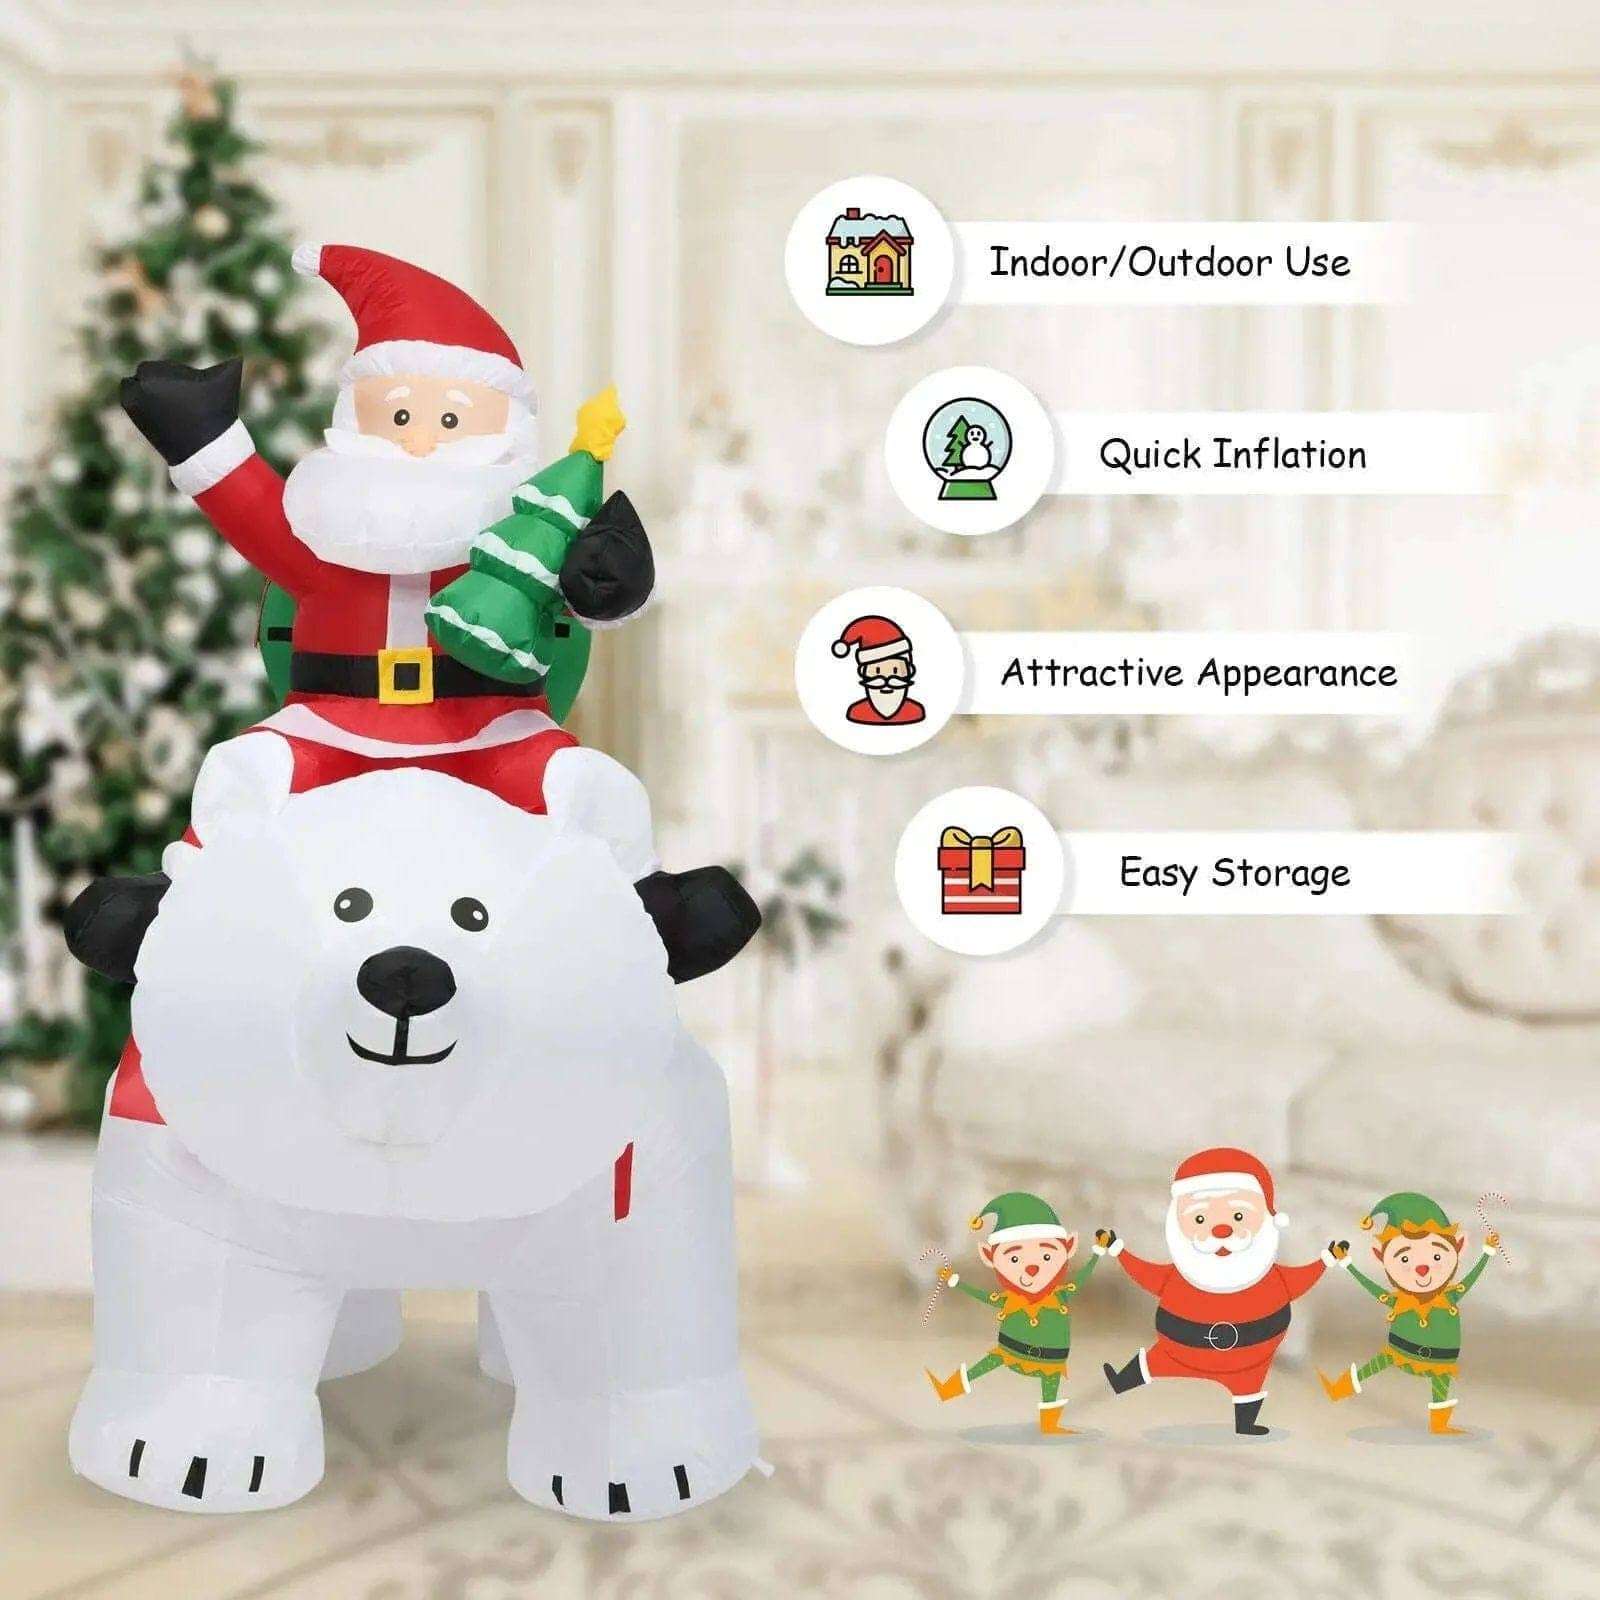 Indoor/Outdoor Use
Quick Inflation
Attractive Appearance
Easy Storage